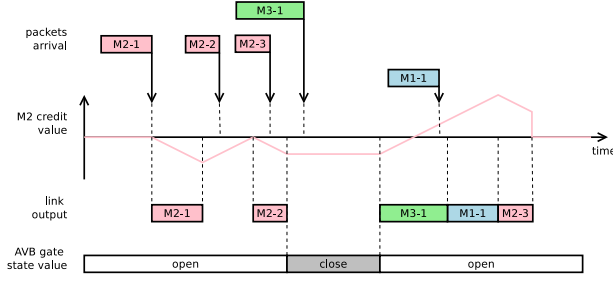 M3-1
packets
arrival
M2-1 M2-2 M2-3
M1-1
M2 credit
value
time
link
output
M2-1 M2-2 M3-1 M1-1 M2-3
AVB gate
state value
open close open